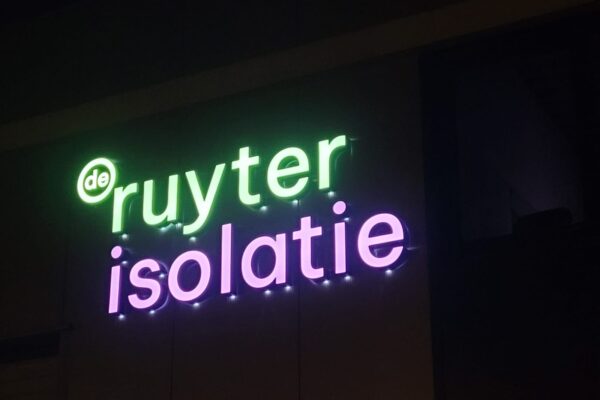 de ruyter
isolatie